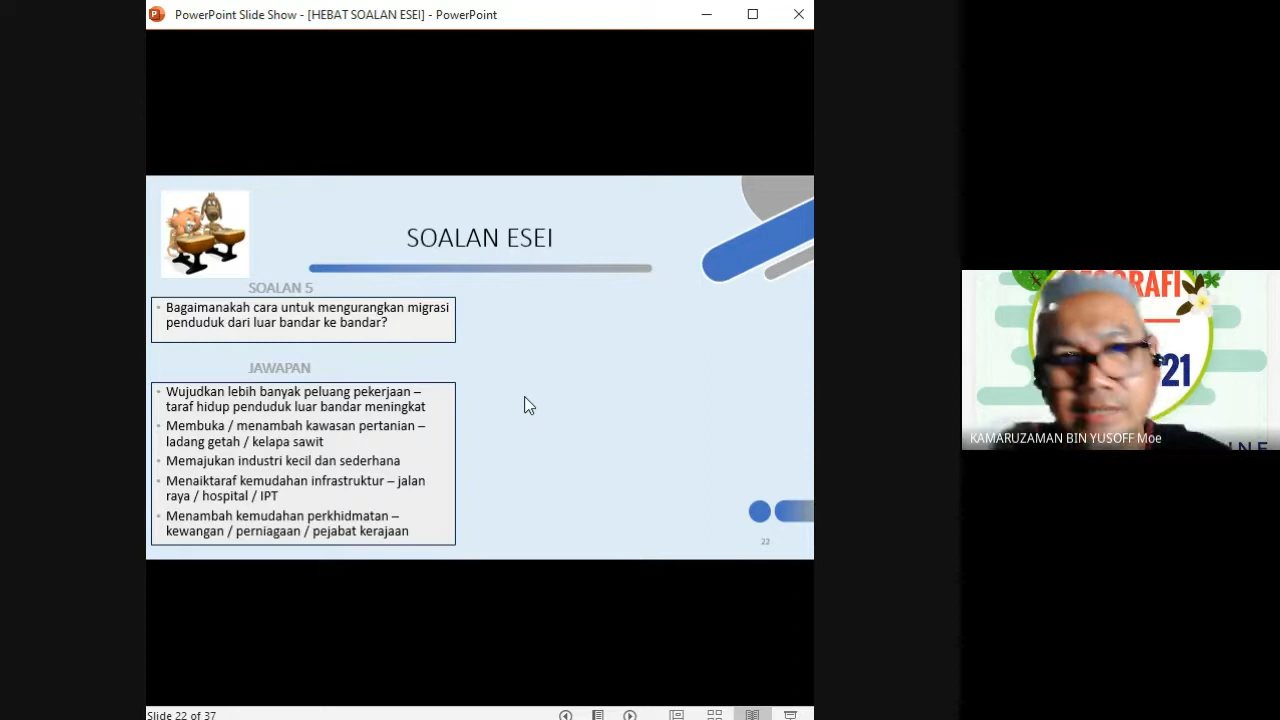 PowerPoint Slide Show - [HEBAT SOALAN ESEI] - PowerPoint
SOALAN ESEI
SOALAN 5
Bagaimanakah cara untuk mengurangkan migrasi
penduduk dari luar bandar ke bandar?
JAWAPAN
Wujudkan lebih banyak peluang pekerjaan –
taraf hidup penduduk luar bandar meningkat
Membuka / menambah kawasan pertanian –
ladang getah / kelapa sawit
Memajukan industri kecil dan sederhana
Menaiktaraf kemudahan infrastruktur – jalan
raya / hospital / IPT
Menambah kemudahan perkhidmatan –
kewangan / perniagaan / pejabat kerajaan
22
Slide 22 of 37
21
KAMARUZAMAN BIN YUSOFF Moe